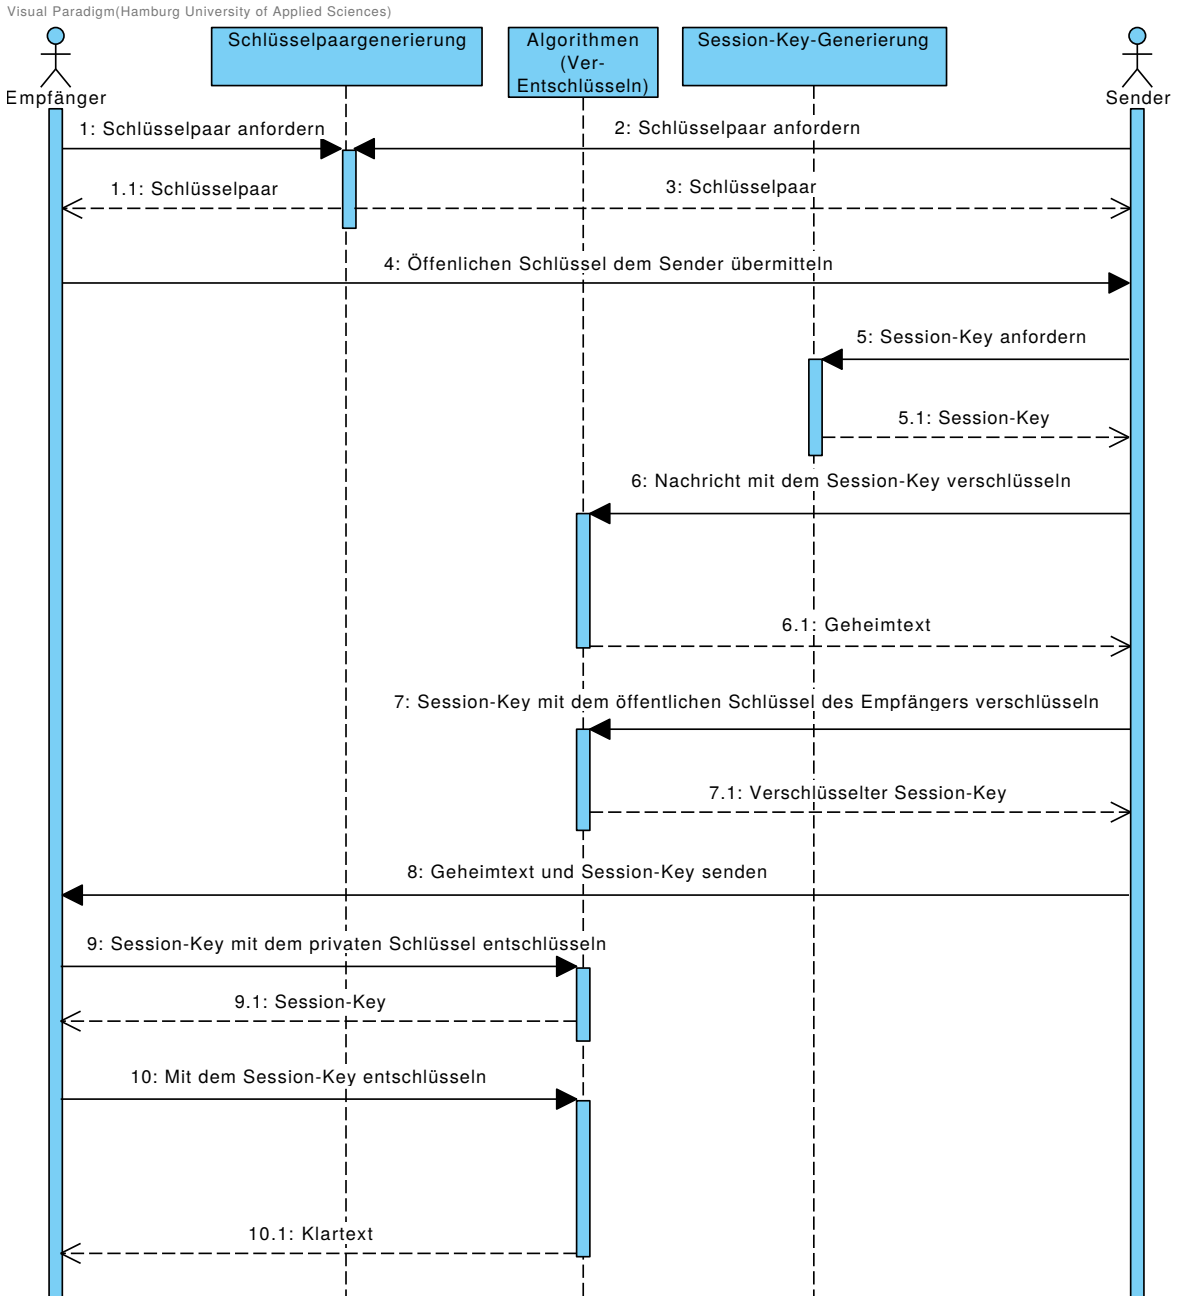 Visual Paradigm(Hamburg University of Applied Sciences)
Schlüsselpaargenerierung
Algorithmen
(Ver-
Entschlüseln)
Session-Key-Generierung
Empfänger
Sender
1: Schlüsselpaar anfordern
2: Schlüsselpaar anfordern
1.1: Schlüsselpaar
3: Schlüsselpaar
4: Öffenlichen Schlüssel dem Sender übermitteln
5: Session-Key anfordern
5.1: Session-Key
6: Nachricht mit dem Session-Key verschlüsseln
6.1: Geheimtext
7: Session-Key mit dem öffentlichen Schlüssel des Empfängers verschlüsseln
7.1: Verschlüsselter Session-Key
8: Geheimtext und Session-Key senden
9: Session-Key mit dem privaten Schlüssel entschlüsseln
9.1: Session-Key
10: Mit dem Session-Key entschlüsseln
10.1: Klartext